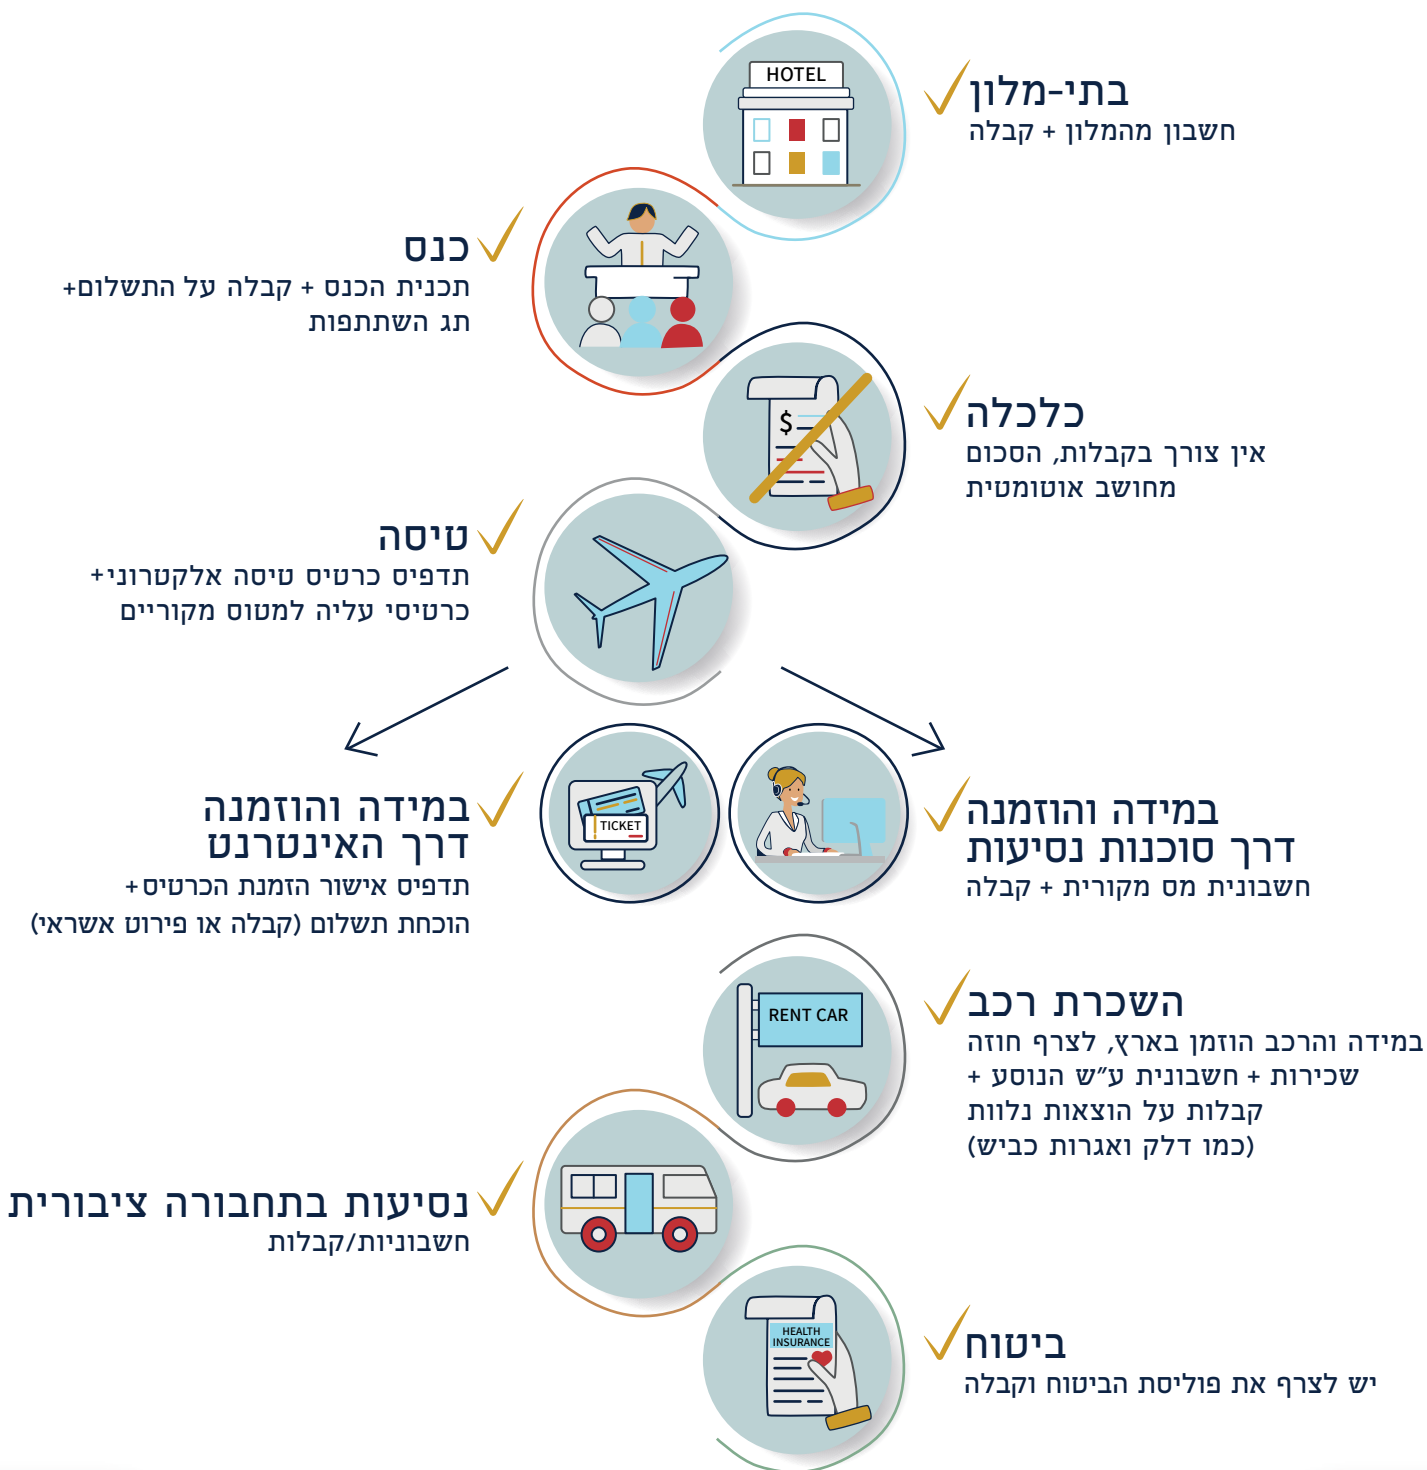 HOTEL
בתי-מלון
חשבון מהמלון + קבלה
כנס
תכנית הכנס + קבלה על התשלום+
תג השתתפות
$
כלכלה
אין צורך בקבלות, הסכום
מחושב אוטומטית
טיסה
תדפיס כרטיס טיסה אלקטרוני+
כרטיסי עליה למטוס מקוריים
במידה והוזמנה
דרך סוכנות נסיעות
חשבונית מס מקורית + קבלה
TICKET
במידה והוזמנה
דרך האינטרנט
תדפיס אישור הזמנת הכרטיס+
הוכחת תשלום (קבלה או פירוט אשראי)
RENT CAR
השכרת רכב
במידה והרכב הוזמן בארץ, לצרף חוזה
שכירות + חשבונית ע״ש הנוסע +
קבלות על הוצאות נלוות
(כמו דלק ואגרות כביש)
נסיעות בתחבורה ציבורית
חשבוניות/קבלות
HEALTH
INSURANCE
ביטוח
יש לצרף את פוליסת הביטוח וקבלה